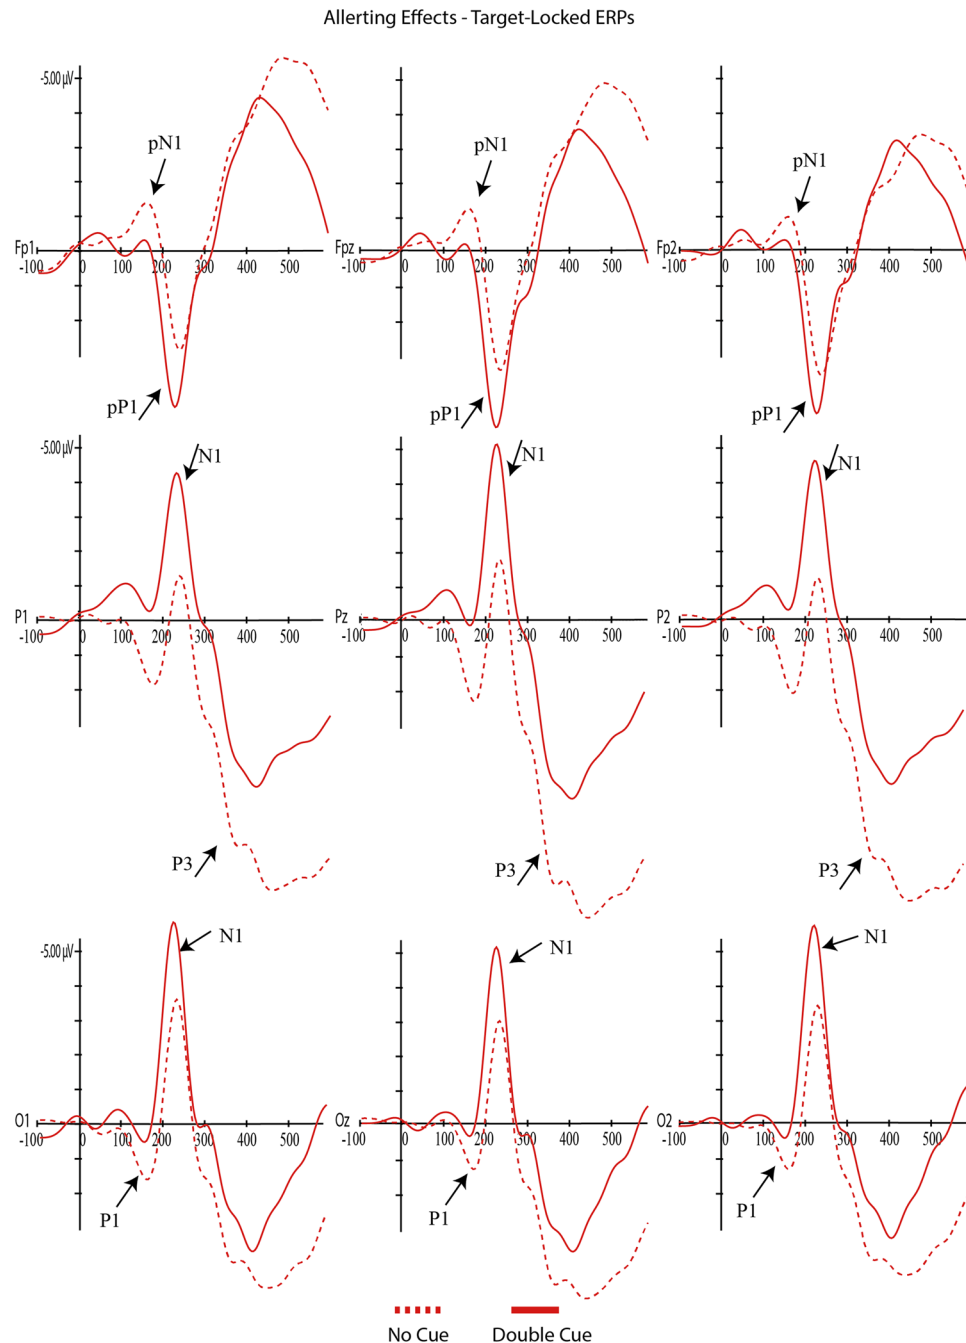 Allerting Effects - Target-Locked ERPs
-5.00 µV
pN1 pN1 pN1
Fp1 Fpz Fp2
-100 0 100 200 300 400 500 -100 0 100 200 300 400 500 -100 0 100 200 300 400 500
pP1 pP1 pP1
-5.00 µV
N1 N1 N1
P1 Pz P2
-100 0 100 200 300 400 500 -100 0 100 200 300 400 500 -100 0 100 200 300 400 500
P3 P3 P3
-5.00 µV
N1 N1 N1
O1 Oz O2
-100 0 100 200 300 400 500 -100 0 100 200 300 400 500 -100 0 100 200 300 400 500
P1 P1 P1
No Cue Double Cue